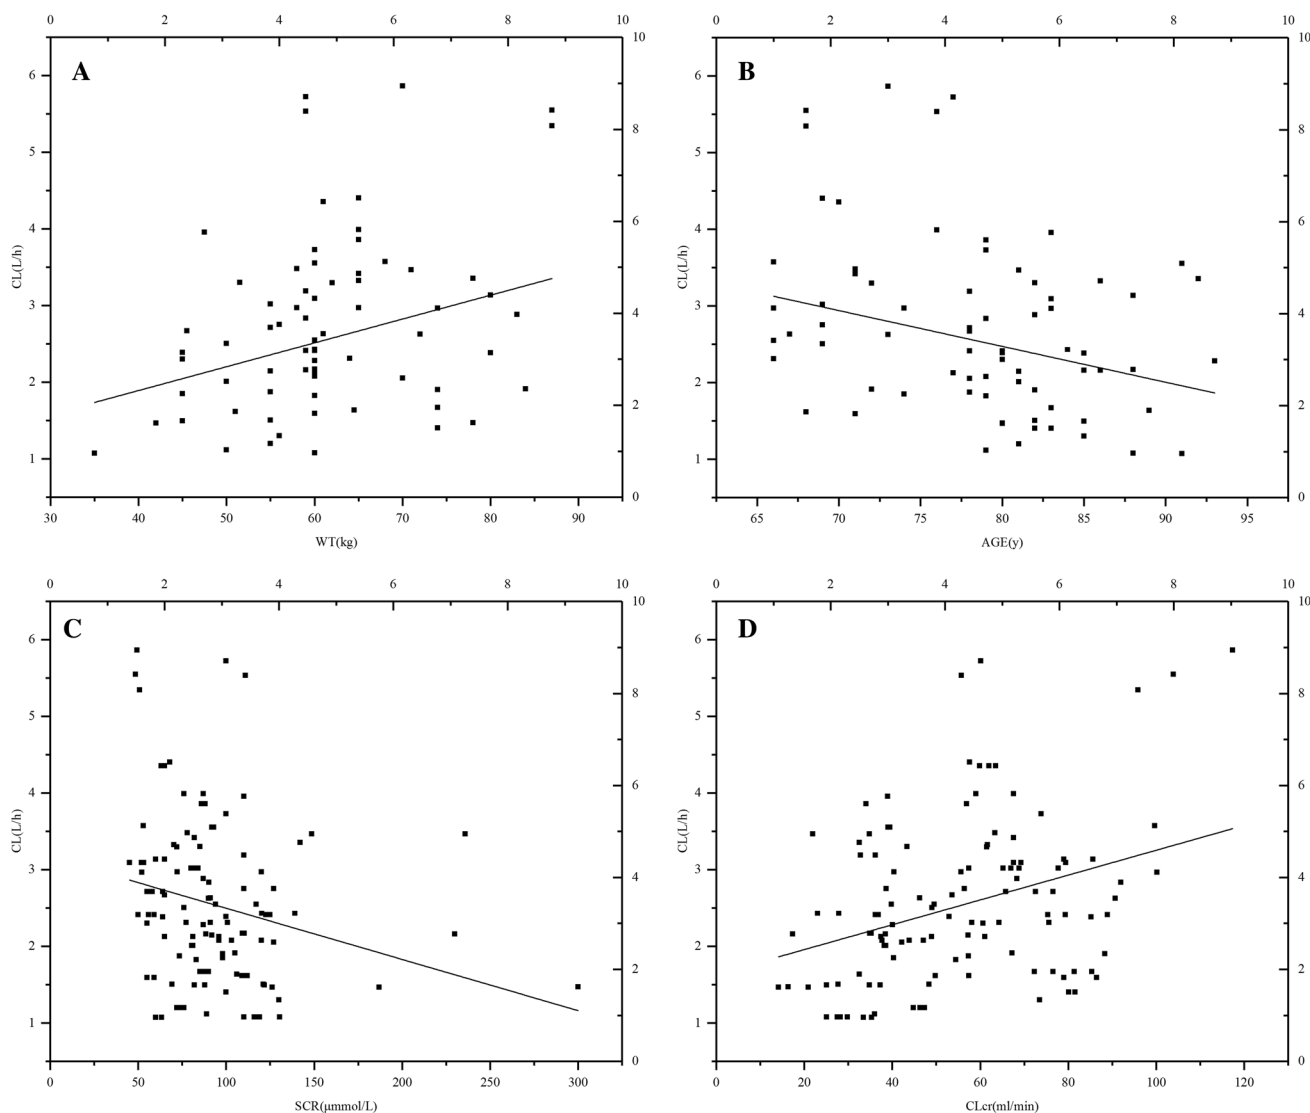 0 2 4 6 8 10 0 2 4 6 8 10
10 10
A B
6 6
8 8
5 5
CL(L/h) 4 6 CL(L/h) 4 6
3 4 3 4
2 2
2 2
1 1
0 0
30 40 50 60 70 80 90 65 70 75 80 85 90 95
WT(kg) AGE(y)
0 2 4 6 8 10 0 2 4 6 8 10
10 10
C D
6 6
8 8
5 5
CL(L/h) 4 6 CL(L/h) 4 6
3 4 3 4
2 2
2 2
1 1
0 0
50 100 150 200 250 300 0 20 40 60 80 100 120
SCR(μmmol/L) CLcr(ml/min)